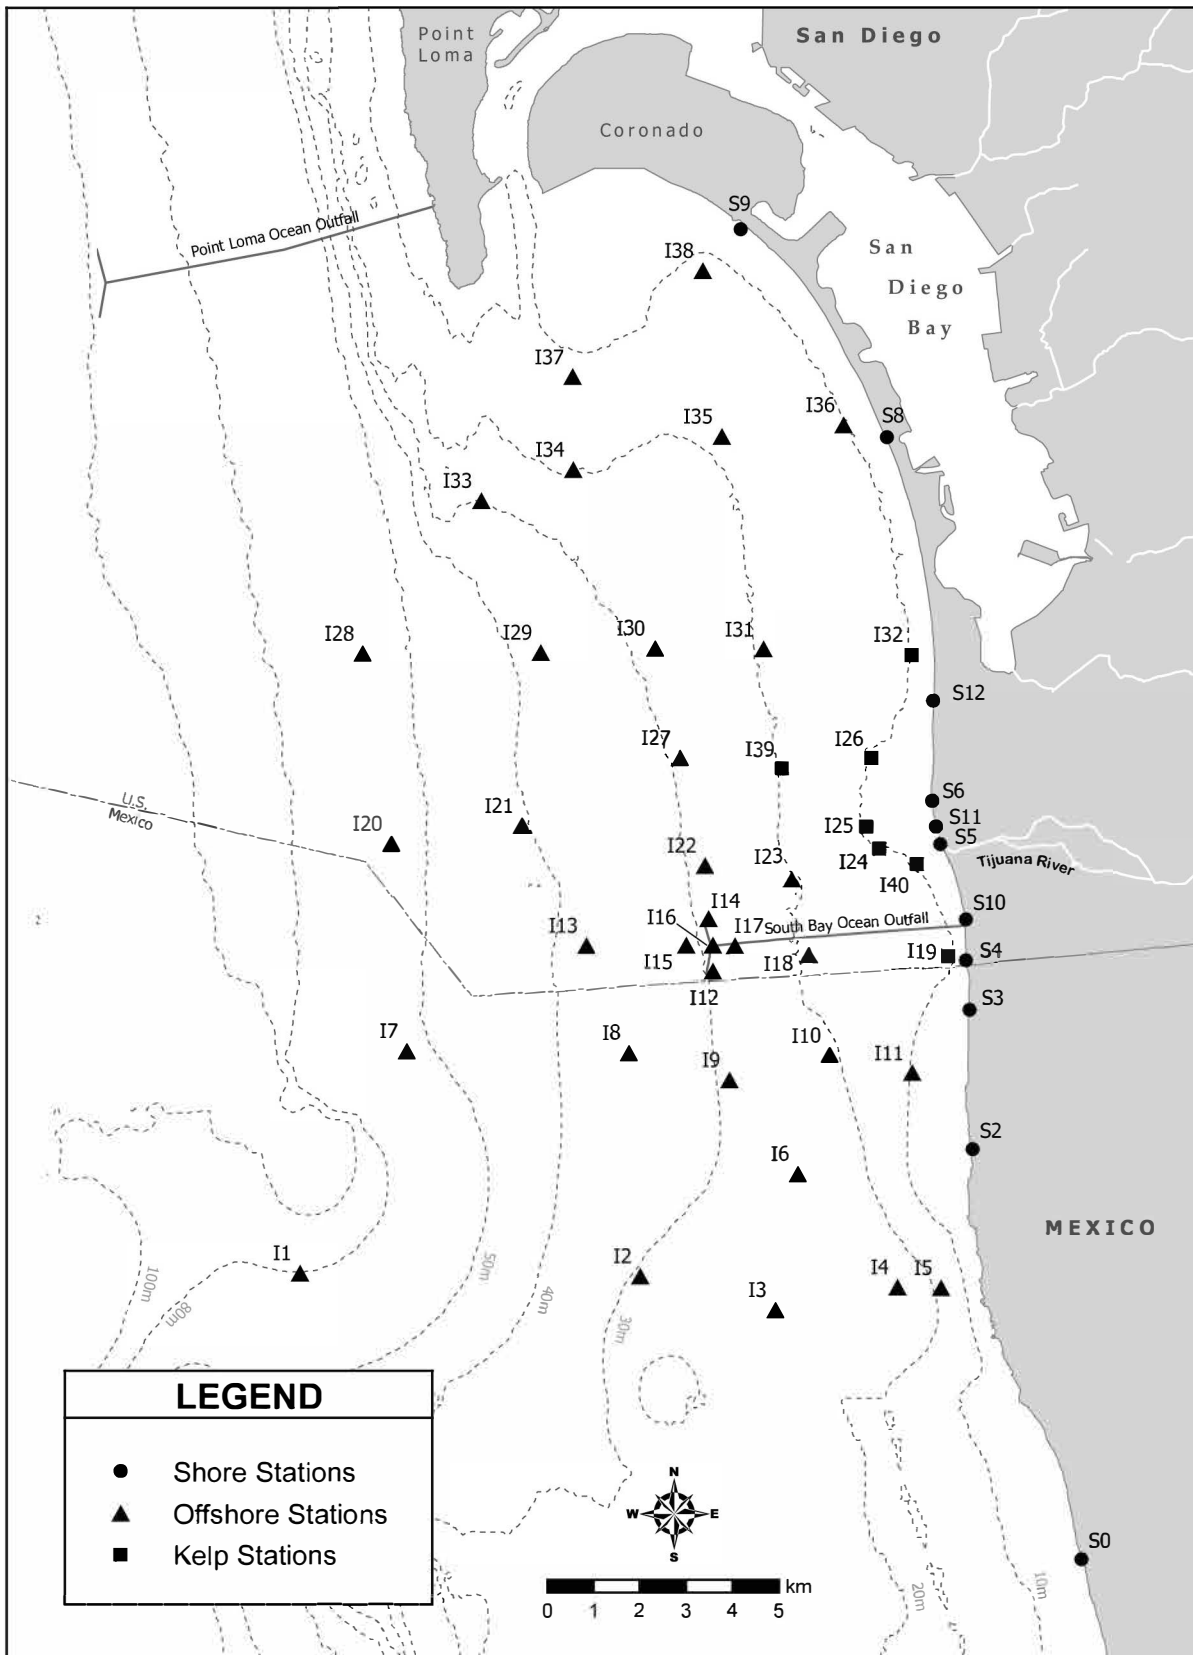 Point
Loma
San Diego
Coronado
S9
Point Loma Ocean Outfall
I38
San
Diego
Bay
I37
I35
I36
S8
I34
I33
I28
I29
I30
I31
I32
S12
I27
I39
I26
U.S.
Mexico
S6
I20
I21
I25
S11
S5
I22
I23
I24
I40
Tijuana River
I14
I16
I17
South Bay Ocean Outfall
S10
I13
I15
I18
I19
S4
I12
S3
I7
I8
I9
I10
I11
S2
I6
MEXICO
I1
I2
I3
I4
I5
100m
80m
50m
40m
30m
LEGEND
Shore Stations
Offshore Stations
Kelp Stations
N
W
E
S
km
0 1 2 3 4 5
20m
10m
S0